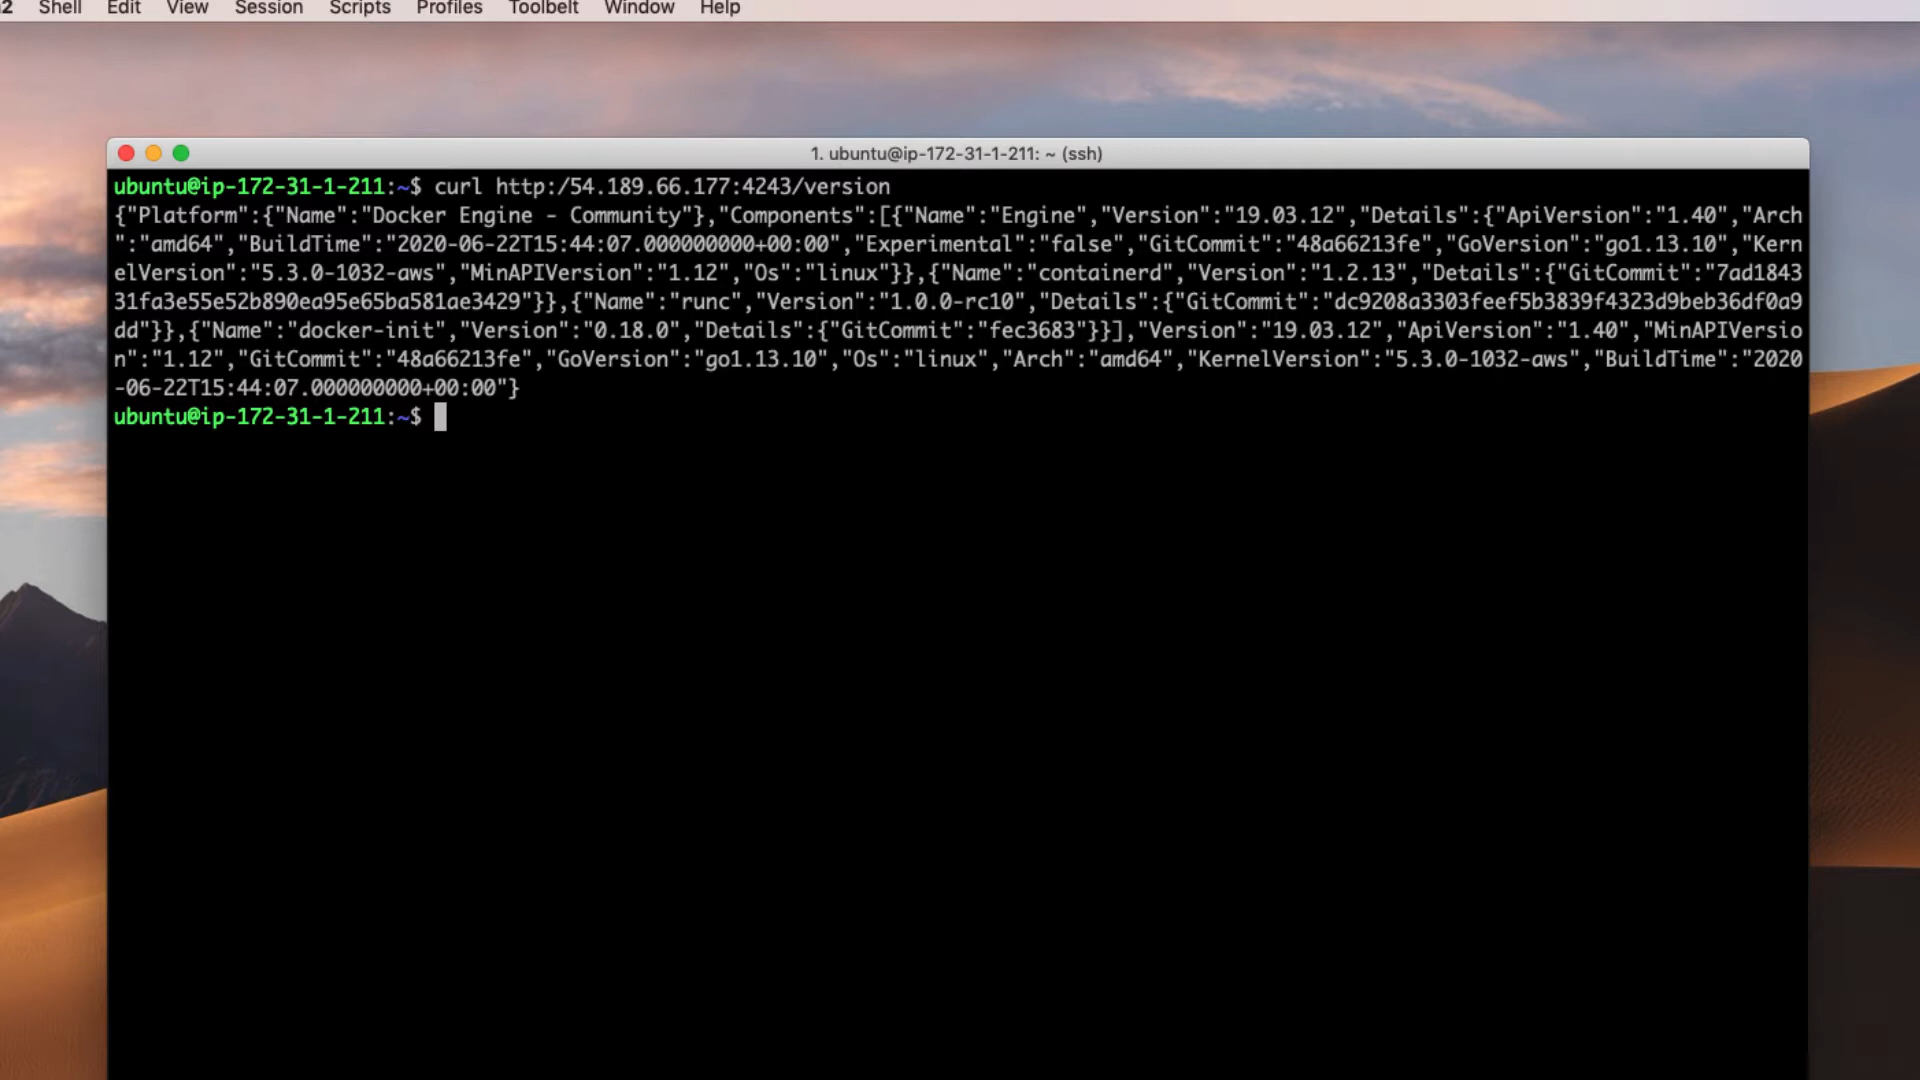 2 Shell Edit View Session Scripts Profiles Toolbelt Window Help
1. ubuntu@ip-172-31-1-211: ~ (ssh)
ubuntu@ip-172-31-1-211:~$ curl http:/54.189.66.177:4243/version
{"Platform":{"Name":"Docker Engine - Community"},"Components":[{"Name":"Engine","Version":"19.03.12","Details":{"ApiVersion":"1.40","Arch
":"amd64","BuildTime":"2020-06-22T15:44:07.000000000+00:00","Experimental":"false","GitCommit":"48a66213fe","GoVersion":"go1.13.10","Kern
elVersion":"5.3.0-1032-aws","MinAPIVersion":"1.12","Os":"linux"}},{"Name":"containerd","Version":"1.2.13","Details":{"GitCommit":"7ad1843
31fa3e55e52b890ea95e65ba581ae3429"}},{"Name":"runc","Version":"1.0.0-rc10","Details":{"GitCommit":"dc9208a3303feef5b3839f4323d9beb36df0a9
dd"}},{"Name":"docker-init","Version":"0.18.0","Details":{"GitCommit":"fec3683"}}],"Version":"19.03.12","ApiVersion":"1.40","MinAPIVersio
n":"1.12","GitCommit":"48a66213fe","GoVersion":"go1.13.10","Os":"linux","Arch":"amd64","KernelVersion":"5.3.0-1032-aws","BuildTime":"2020
-06-22T15:44:07.000000000+00:00"}
ubuntu@ip-172-31-1-211:~$